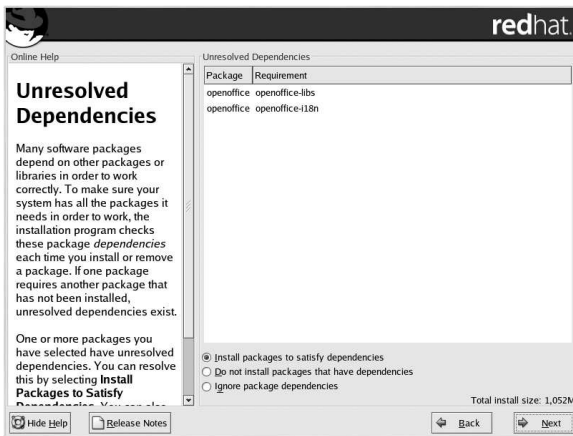 redhat.
Online Help
Unresolved
Dependencies
Many software packages
depend on other packages or
libraries in order to work
correctly. To make sure your
system has all the packages it
needs in order to work, the
installation program checks
these package dependencies
each time you install or remove
a package. If one package
requires another package that
has not been installed,
unresolved dependencies exist.
One or more packages you
have selected have unresolved
dependencies. You can resolve
this by selecting Install
Packages to Satisfy
Unresolved Dependencies
Package Requirement
openoffice openoffice-libs
openoffice openoffice-i18n
Install packages to satisfy dependencies
Do not install packages that have dependencies
Ignore package dependencies
Total install size: 1,052M
Hide Help
Release Notes
Back
Next